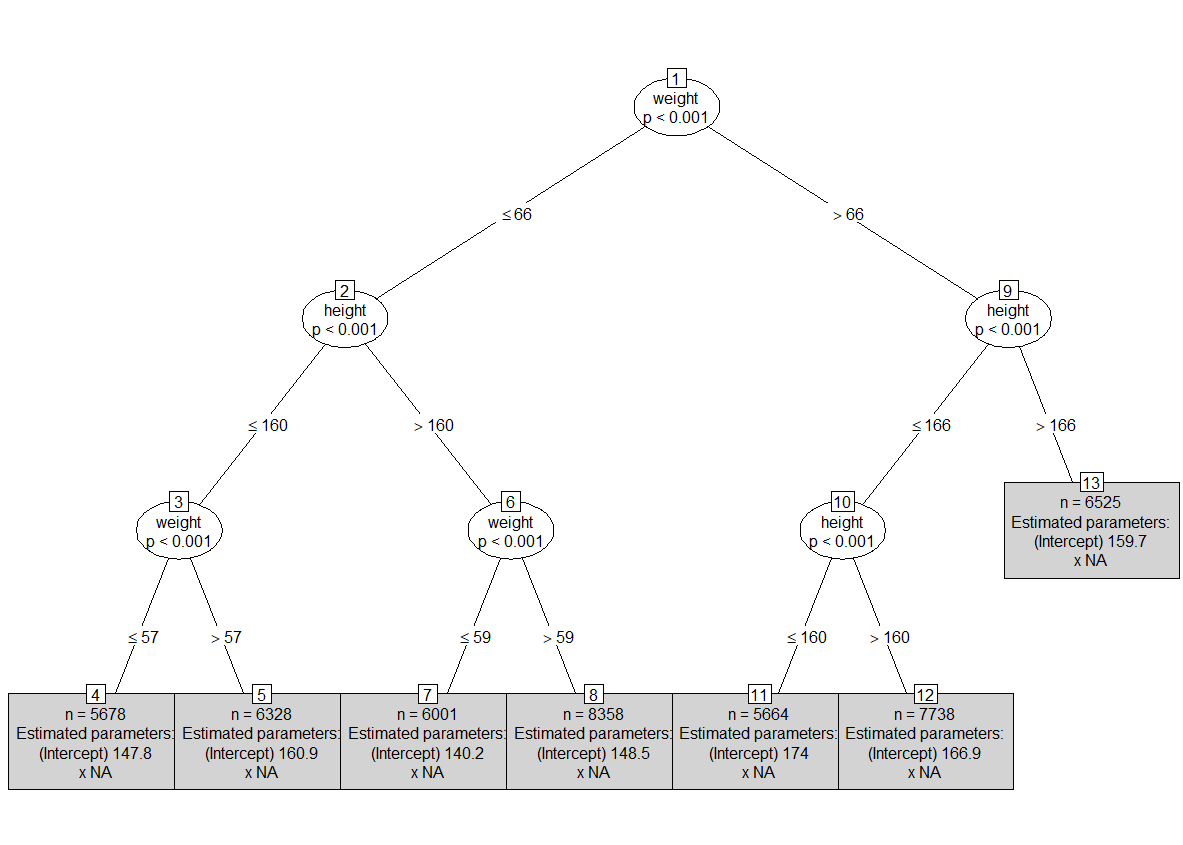 1
weight
p < 0.001
≤ 66
> 66
2
height
p < 0.001
9
height
p < 0.001
≤ 160
> 160
≤ 166
> 166
3
weight
p < 0.001
6
weight
p < 0.001
10
height
p < 0.001
13
n = 6525
Estimated parameters:
(Intercept) 159.7
x NA
≤ 57
> 57
≤ 59
> 59
≤ 160
> 160
4
n = 5678
Estimated parameters:
(Intercept) 147.8
x NA
5
n = 6328
Estimated parameters:
(Intercept) 160.9
x NA
7
n = 6001
Estimated parameters:
(Intercept) 140.2
x NA
8
n = 8358
Estimated parameters:
(Intercept) 148.5
x NA
11
n = 5664
Estimated parameters:
(Intercept) 174
x NA
12
n = 7738
Estimated parameters:
(Intercept) 166.9
x NA